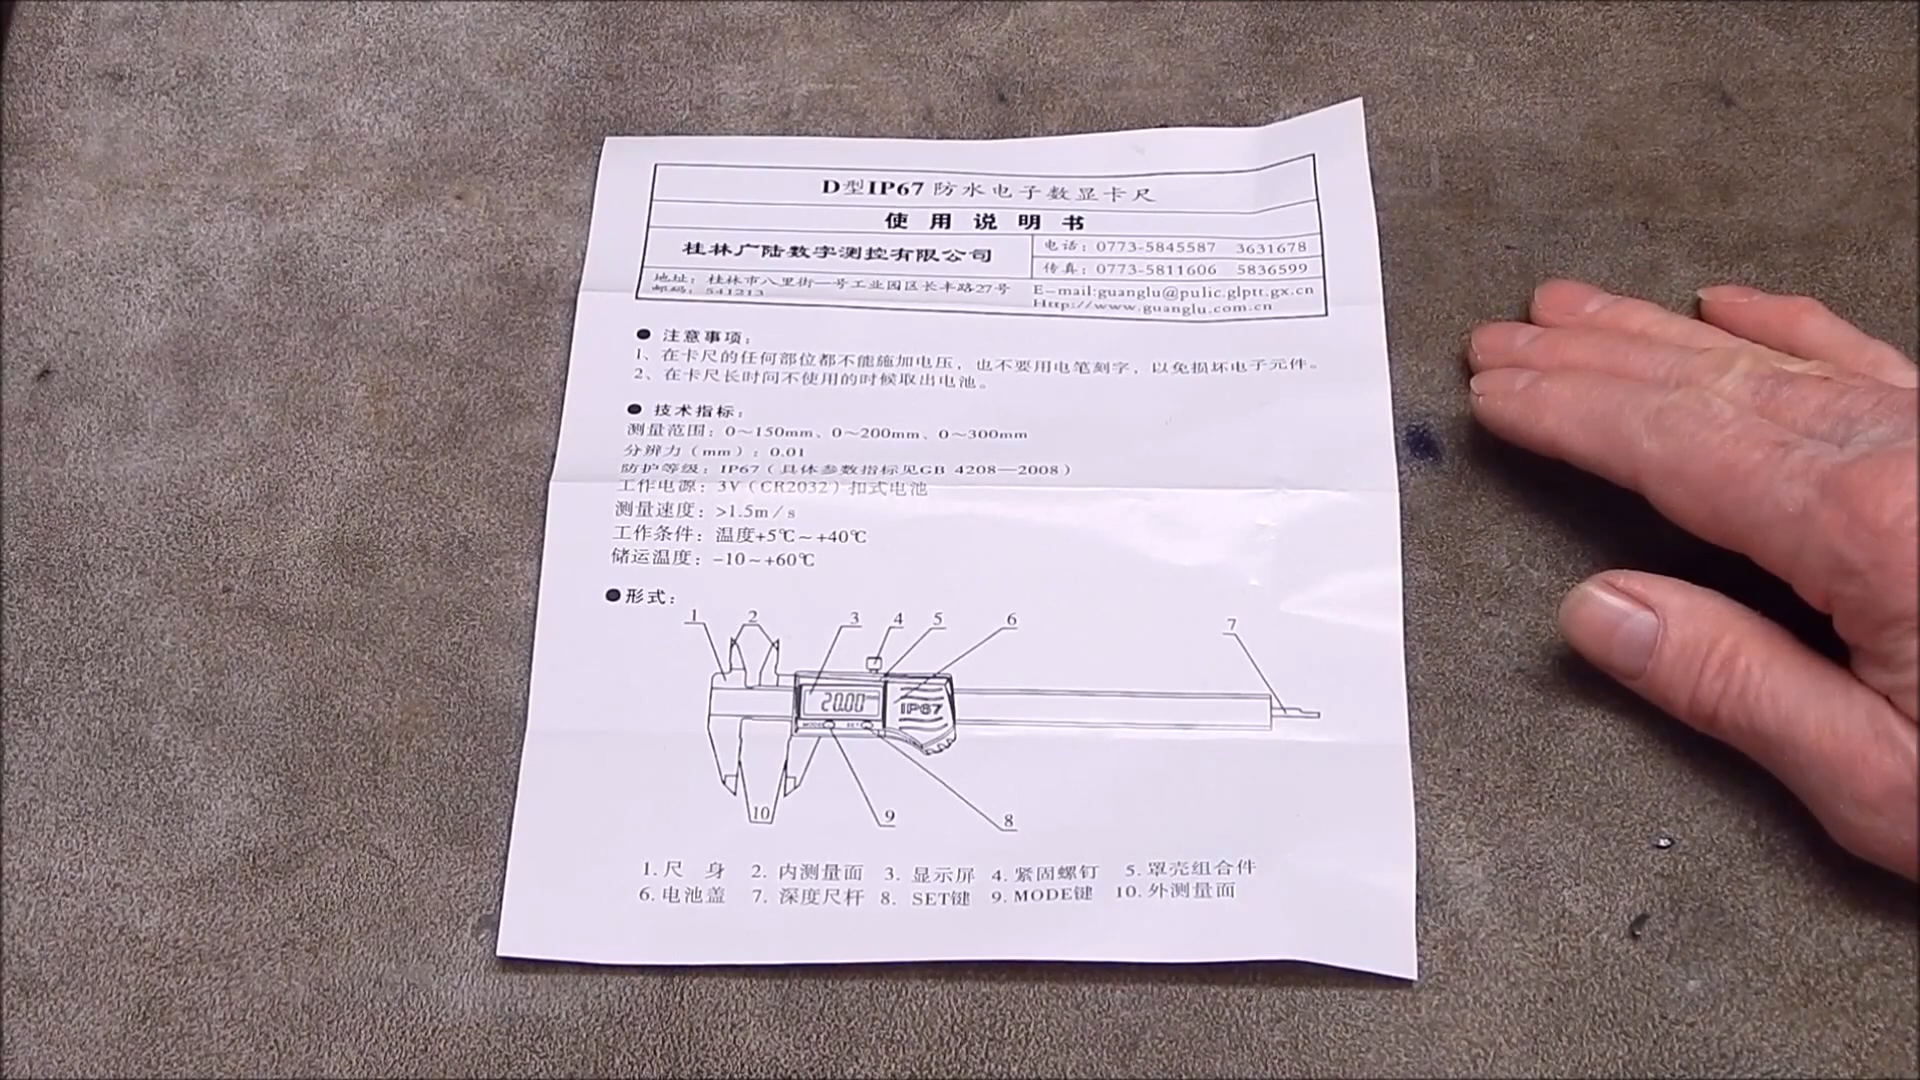 D型IP67 防水电子数显卡尺
使用说明书
桂林广陆数字测控有限公司
电话：0773-5845587 3631678
传真：0773-5811606 5836599
地址：桂林市八里街一号工业园区长丰路27号
邮码：541213
E-mail:guanglu@pulic.glptt.gx.cn
Http://www.guanglu.com.cn
● 注意事项：
1、在卡尺的任何部位都不能施加电压，也不要用电笔刻字，以免损坏电子元件。
2、在卡尺长时间不使用的时候取出电池。
● 技术指标：
测量范围：0～150mm、0～200mm、0～300mm
分辨力（mm）：0.01
防护等级：IP67（具体参数指标见GB 4208—2008）
工作电源：3V（CR2032）扣式电池
测量速度：>1.5m／s
工作条件：温度+5℃～+40℃
储运温度：-10～+60℃
●形式：
1 2 3 4 5 6 7
20.00 mm
IP67
MODE SET
10 9 8
1. 尺 身 2. 内测量面 3. 显示屏 4. 紧固螺钉 5. 罩壳组合件
6. 电池盖 7. 深度尺杆 8. SET键 9. MODE键 10. 外测量面